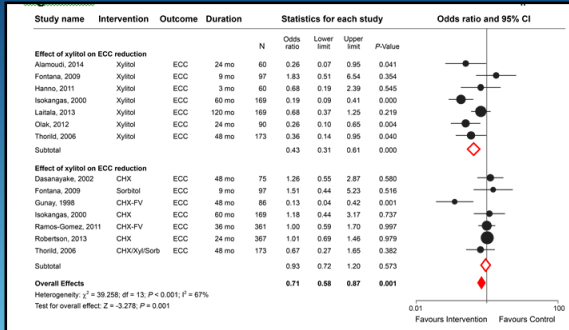 Study name Intervention Outcome Duration Statistics for each study Odds ratio and 95% CI
N Odds ratio Lower limit Upper limit P-Value
Effect of xylitol on ECC reduction
Alamoudi, 2014 Xylitol ECC 24 mo 60 0.26 0.07 0.95 0.041
Fontana, 2009 Xylitol ECC 9 mo 97 1.83 0.51 6.54 0.354
Hanno, 2011 Xylitol ECC 3 mo 60 0.68 0.19 2.39 0.545
Isokangas, 2000 Xylitol ECC 60 mo 169 0.19 0.09 0.41 0.000
Laitala, 2013 Xylitol ECC 120 mo 169 0.68 0.37 1.25 0.219
Olak, 2012 Xylitol ECC 24 mo 90 0.26 0.10 0.65 0.004
Thorild, 2006 Xylitol ECC 48 mo 173 0.36 0.14 0.95 0.040
Subtotal 0.43 0.31 0.61 0.000
Effect of xylitol on ECC reduction
Dasanayake, 2002 CHX ECC 48 mo 75 1.26 0.55 2.87 0.580
Fontana, 2009 Sorbitol ECC 9 mo 97 1.51 0.44 5.23 0.516
Gunay, 1998 CHX-FV ECC 48 mo 86 0.13 0.04 0.42 0.001
Isokangas, 2000 CHX ECC 60 mo 169 1.18 0.44 3.17 0.737
Ramos-Gomez, 2011 CHX-FV ECC 36 mo 361 1.00 0.59 1.70 0.997
Robertson, 2013 CHX ECC 24 mo 367 1.01 0.69 1.46 0.979
Thorild, 2006 CHX/Xyl/Sorb ECC 48 mo 173 0.67 0.27 1.65 0.382
Subtotal 0.93 0.72 1.20 0.573
Overall Effects 0.71 0.58 0.87 0.001
Heterogeneity: χ² = 39.258; df = 13; P < 0.001; I² = 67%
Test for overall effect: Z = -3.278; P = 0.001
0.01 1 100
Favours Intervention Favours Control